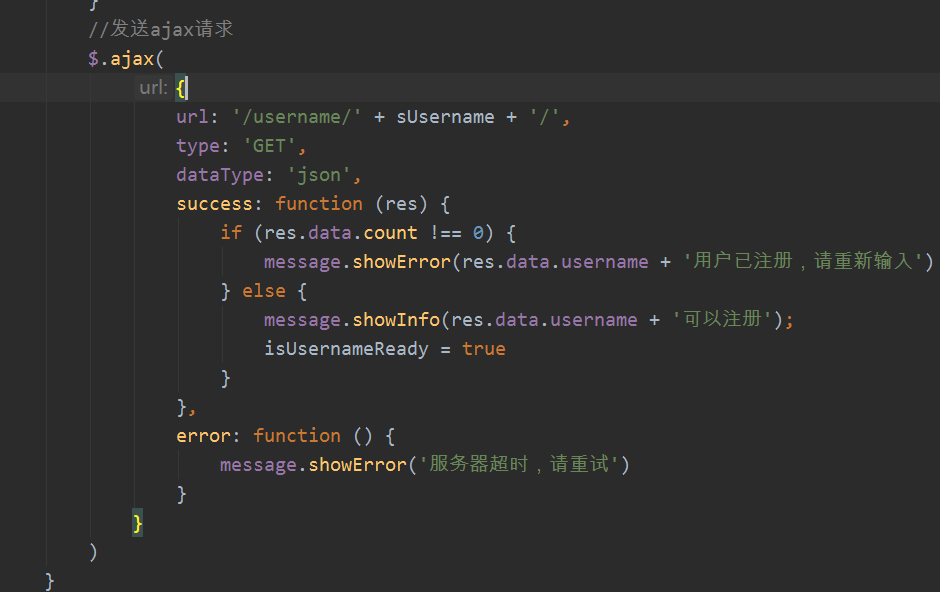 }
//发送ajax请求
$.ajax(
url: {
url: '/username/' + sUsername + '/',
type: 'GET',
dataType: 'json',
success: function (res) {
if (res.data.count !== 0) {
message.showError(res.data.username + '用户已注册，请重新输入')
} else {
message.showInfo(res.data.username + '可以注册');
isUsernameReady = true
}
},
error: function () {
message.showError('服务器超时，请重试')
}
}
)
}